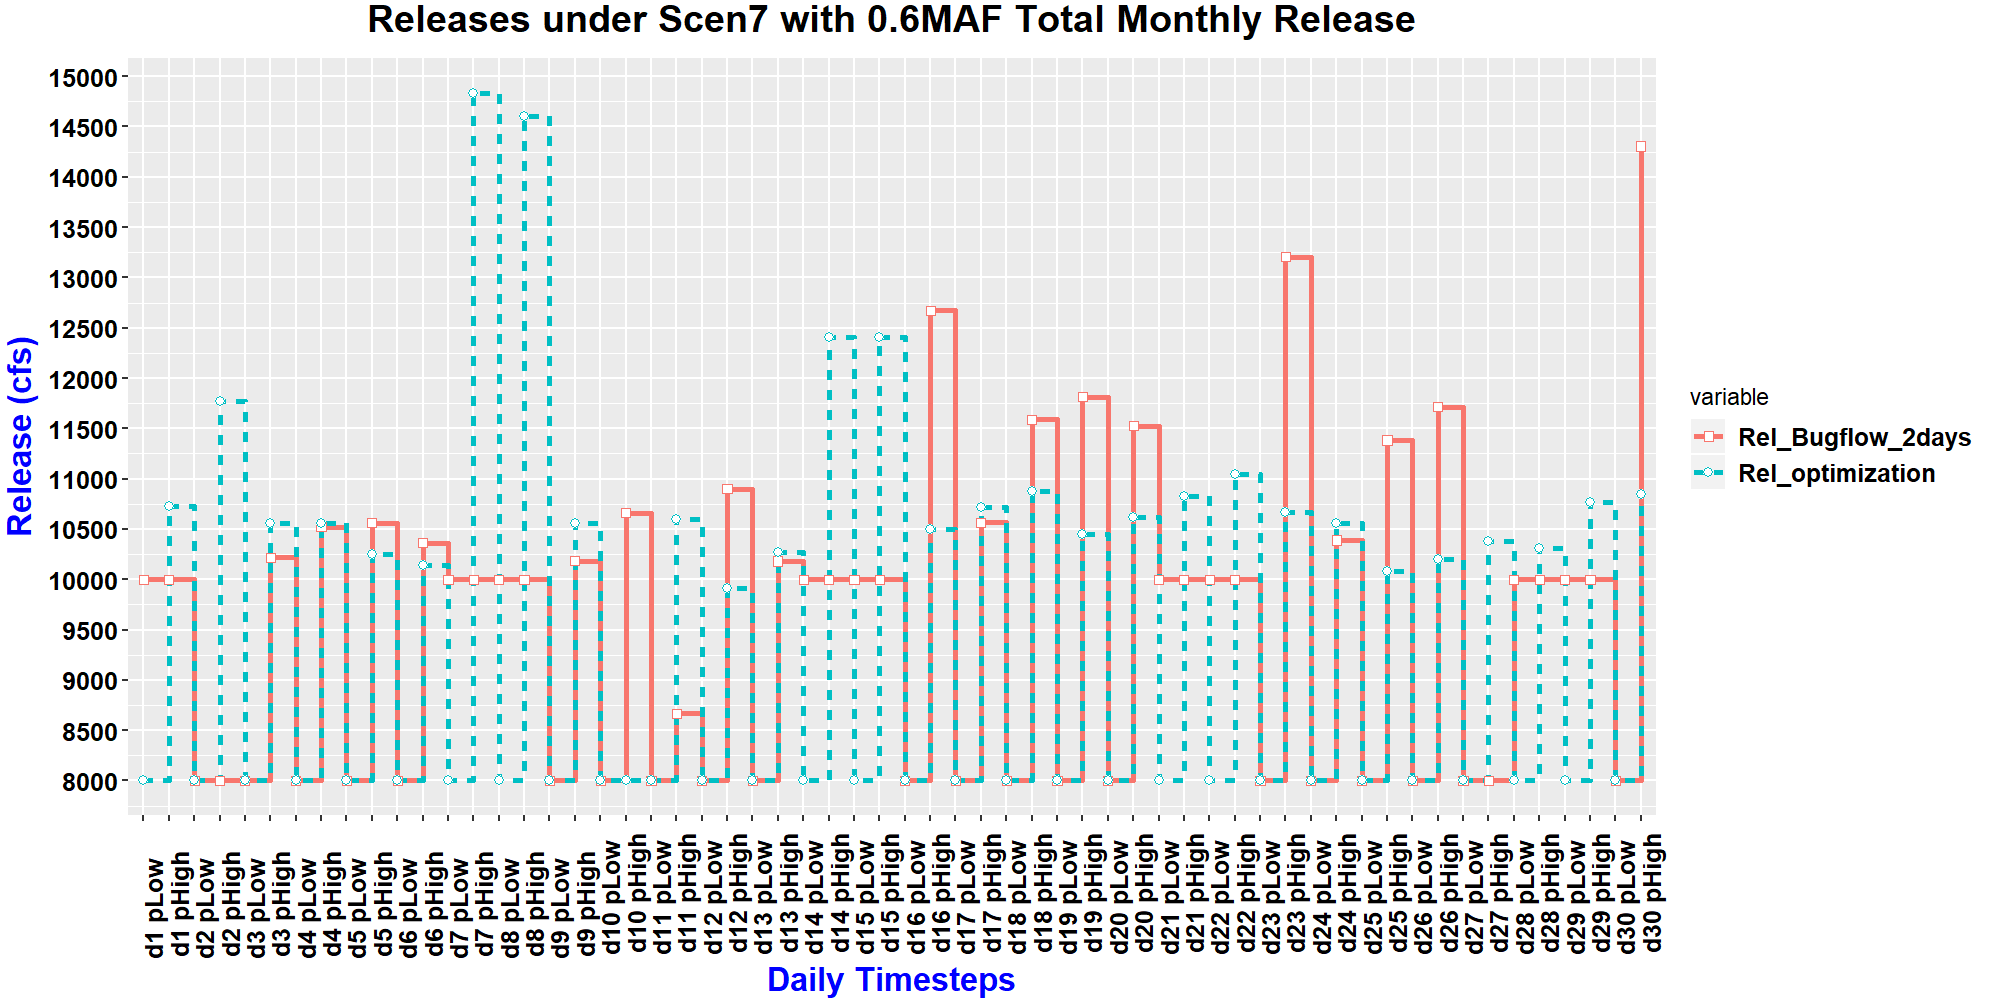 Releases under Scen7 with 0.6MAF Total Monthly Release
Release (cfs)
15000
14500
14000
13500
13000
12500
12000
11500
11000
10500
10000
9500
9000
8500
8000
d1 pLow
d1 pHigh
d2 pLow
d2 pHigh
d3 pLow
d3 pHigh
d4 pLow
d4 pHigh
d5 pLow
d5 pHigh
d6 pLow
d6 pHigh
d7 pLow
d7 pHigh
d8 pLow
d8 pHigh
d9 pLow
d9 pHigh
d10 pLow
d10 pHigh
d11 pLow
d11 pHigh
d12 pLow
d12 pHigh
d13 pLow
d13 pHigh
d14 pLow
d14 pHigh
d15 pLow
d15 pHigh
d16 pLow
d16 pHigh
d17 pLow
d17 pHigh
d18 pLow
d18 pHigh
d19 pLow
d19 pHigh
d20 pLow
d20 pHigh
d21 pLow
d21 pHigh
d22 pLow
d22 pHigh
d23 pLow
d23 pHigh
d24 pLow
d24 pHigh
d25 pLow
d25 pHigh
d26 pLow
d26 pHigh
d27 pLow
d27 pHigh
d28 pLow
d28 pHigh
d29 pLow
d29 pHigh
d30 pLow
d30 pHigh
Daily Timesteps
variable
Rel_Bugflow_2days
Rel_optimization